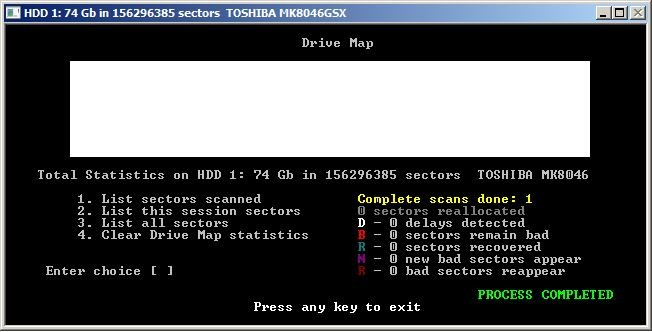 HDD 1: 74 Gb in 156296385 sectors TOSHIBA MK8046GSX
Drive Map
Total Statistics on HDD 1: 74 Gb in 156296385 sectors TOSHIBA MK8046
1. List sectors scanned
2. List this session sectors
3. List all sectors
4. Clear Drive Map statistics
Enter choice [ ]
Complete scans done: 1
0 sectors reallocated
D - 0 delays detected
B - 0 sectors remain bad
R - 0 sectors recovered
N - 0 new bad sectors appear
R - 0 bad sectors reappear
PROCESS COMPLETED
Press any key to exit